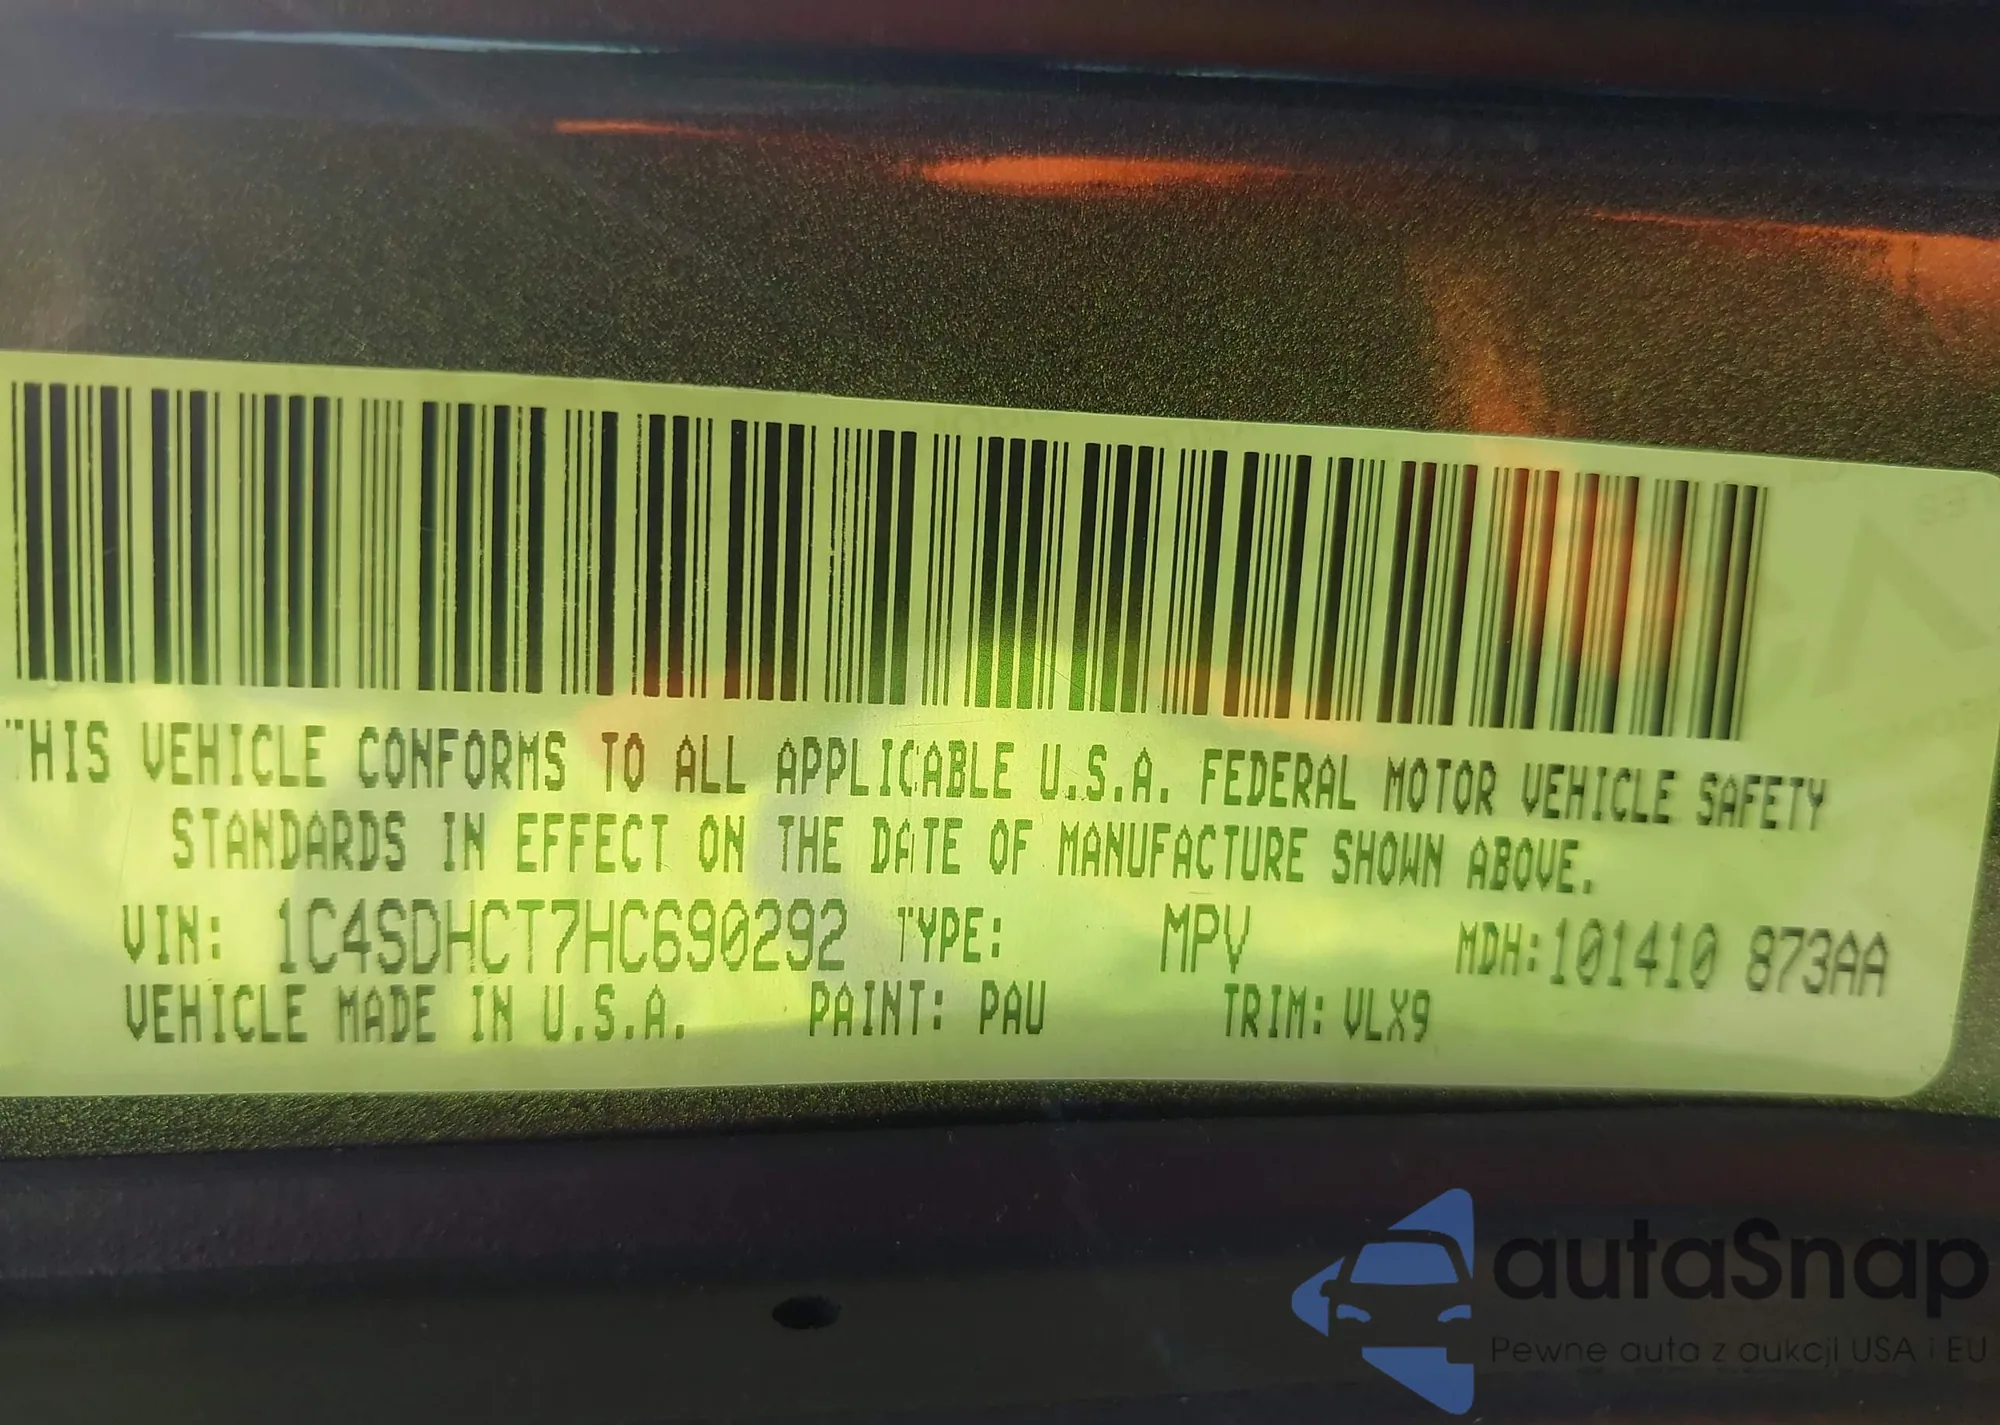 THIS VEHICLE CONFORMS TO ALL APPLICABLE U.S.A. FEDERAL MOTOR VEHICLE SAFETY
STANDARDS IN EFFECT ON THE DATE OF MANUFACTURE SHOWN ABOVE.
VIN: 1C4SDHCT7HC690292 TYPE: MPV MDH:101410 873AA
VEHICLE MADE IN U.S.A. PAINT: PAU TRIM: VLX9
autaSnap
Pewne auta z aukcji USA i EU